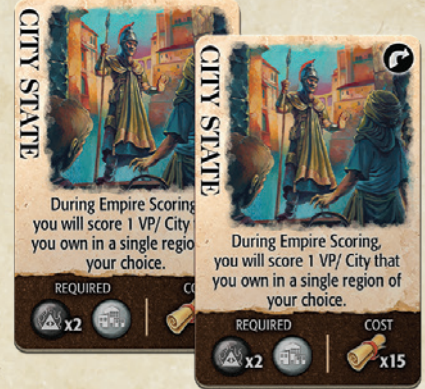 CITY STATE
During Empire Scoring
you will score 1 VP/ City
you own in a single regio
your choice.
REQUIRED
x2
CITY STATE
During Empire Scoring,
you will score 1 VP/ City that
you own in a single region of
your choice.
REQUIRED COST
x2 x15